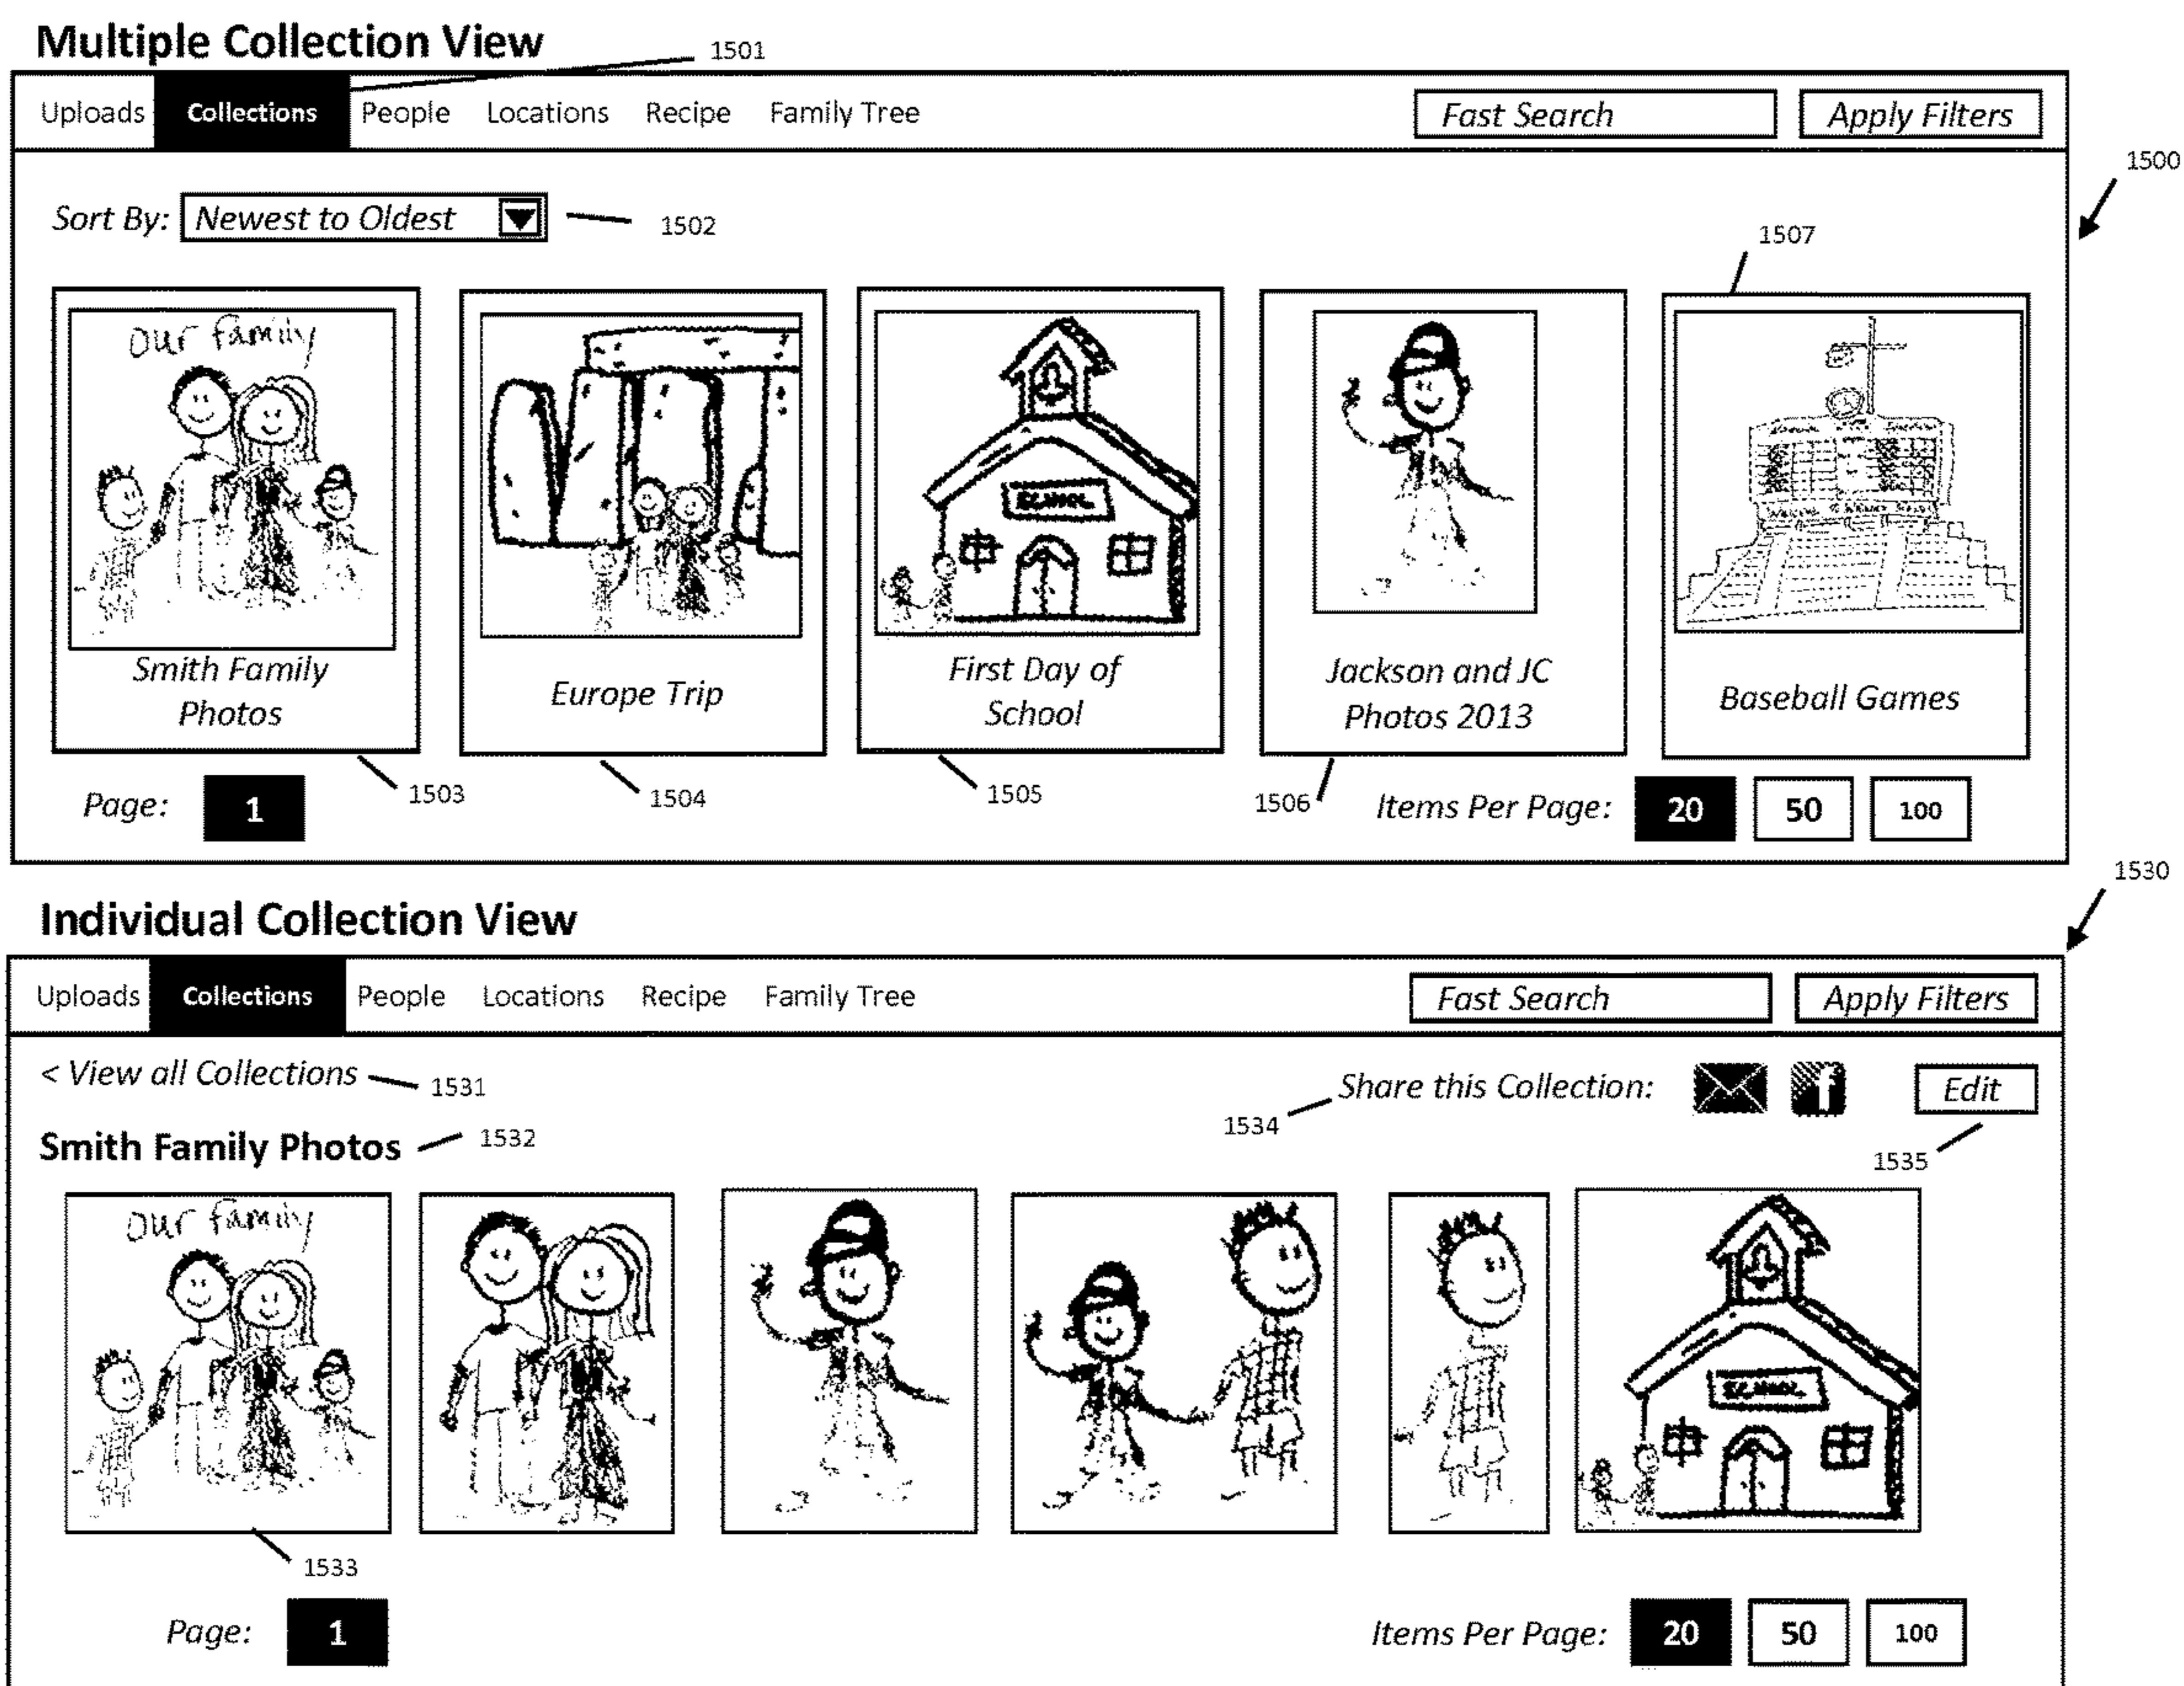 Multiple Collection View
1501
Uploads Collections People Locations Recipe Family Tree Fast Search Apply Filters
1500
Sort By: Newest to Oldest 1502
1507
our family
SCHOOL
Smith Family Photos
Europe Trip
First Day of School
Jackson and JC Photos 2013
Baseball Games
1503 1504 1505 1506
Page: 1 Items Per Page: 20 50 100
1530
Individual Collection View
Uploads Collections People Locations Recipe Family Tree Fast Search Apply Filters
< View all Collections 1531 1534 Share this Collection: f Edit
Smith Family Photos 1532 1535
our family
SCHOOL
1533
Page: 1 Items Per Page: 20 50 100